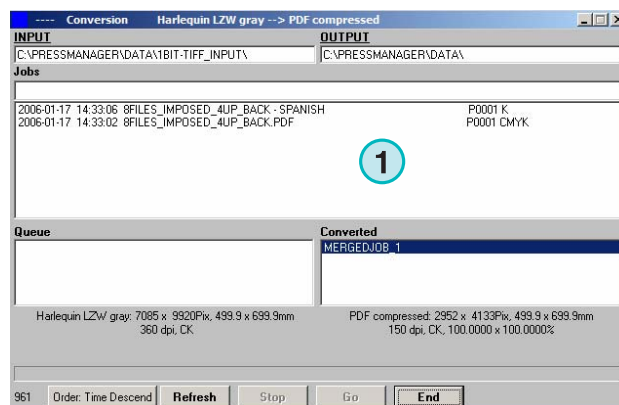 ---- Conversion Harlequin LZW gray --> PDF compressed
INPUT OUTPUT
C:\PRESSMANAGER\DATA\1BIT-TIFF_INPUT\ C:\PRESSMANAGER\DATA\
Jobs
2006-01-17 14:33:06 8FILES_IMPOSED_4UP_BACK - SPANISH P0001 K
2006-01-17 14:33:02 8FILES_IMPOSED_4UP_BACK.PDF P0001 CMYK
1
Queue Converted
MERGEDJOB_1
Harlequin LZW gray: 7085 x 9920Pix, 499.9 x 699.9mm PDF compressed: 2952 x 4133Pix, 499.9 x 699.9mm
360 dpi, CK 150 dpi, CK, 100.0000 x 100.0000%
961 Order: Time Descend Refresh Stop Go End